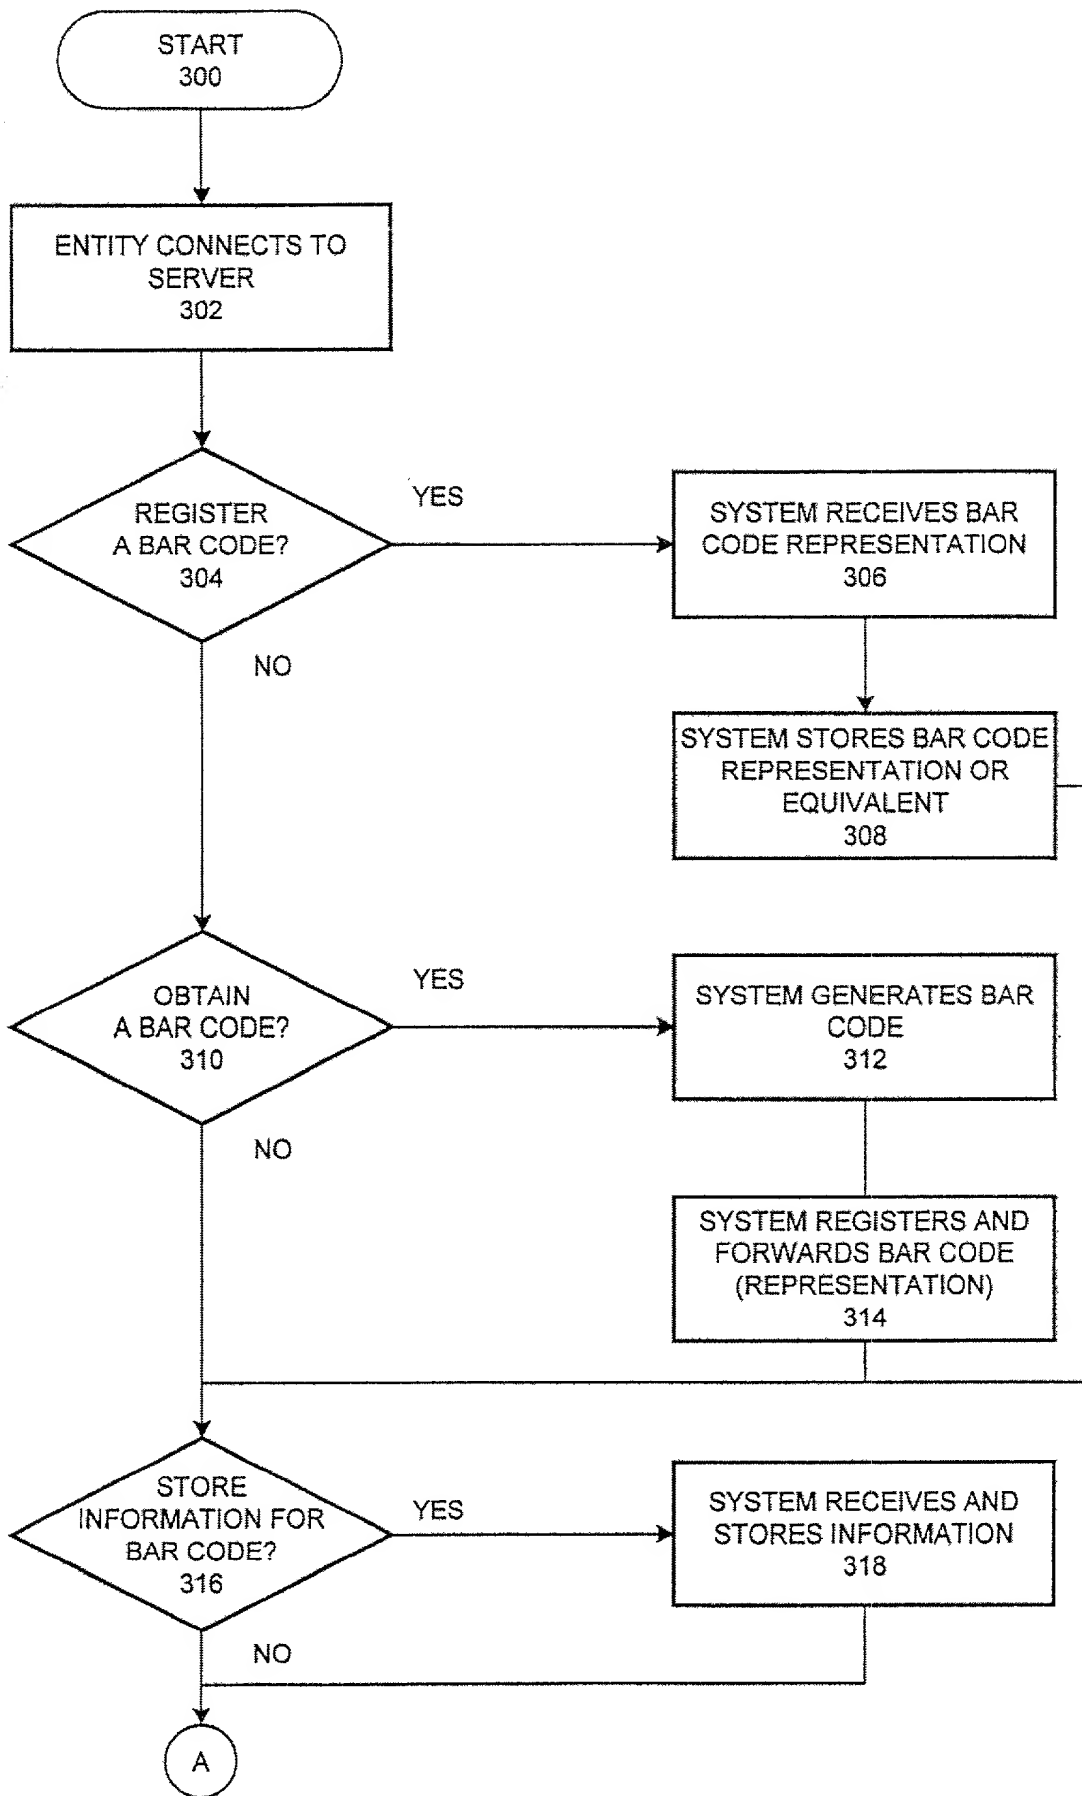 START
300
ENTITY CONNECTS TO
SERVER
302
REGISTER
A BAR CODE?
304
YES
NO
SYSTEM RECEIVES BAR
CODE REPRESENTATION
306
SYSTEM STORES BAR CODE
REPRESENTATION OR
EQUIVALENT
308
OBTAIN
A BAR CODE?
310
YES
NO
SYSTEM GENERATES BAR
CODE
312
SYSTEM REGISTERS AND
FORWARDS BAR CODE
(REPRESENTATION)
314
STORE
INFORMATION FOR
BAR CODE?
316
YES
NO
SYSTEM RECEIVES AND
STORES INFORMATION
318
A